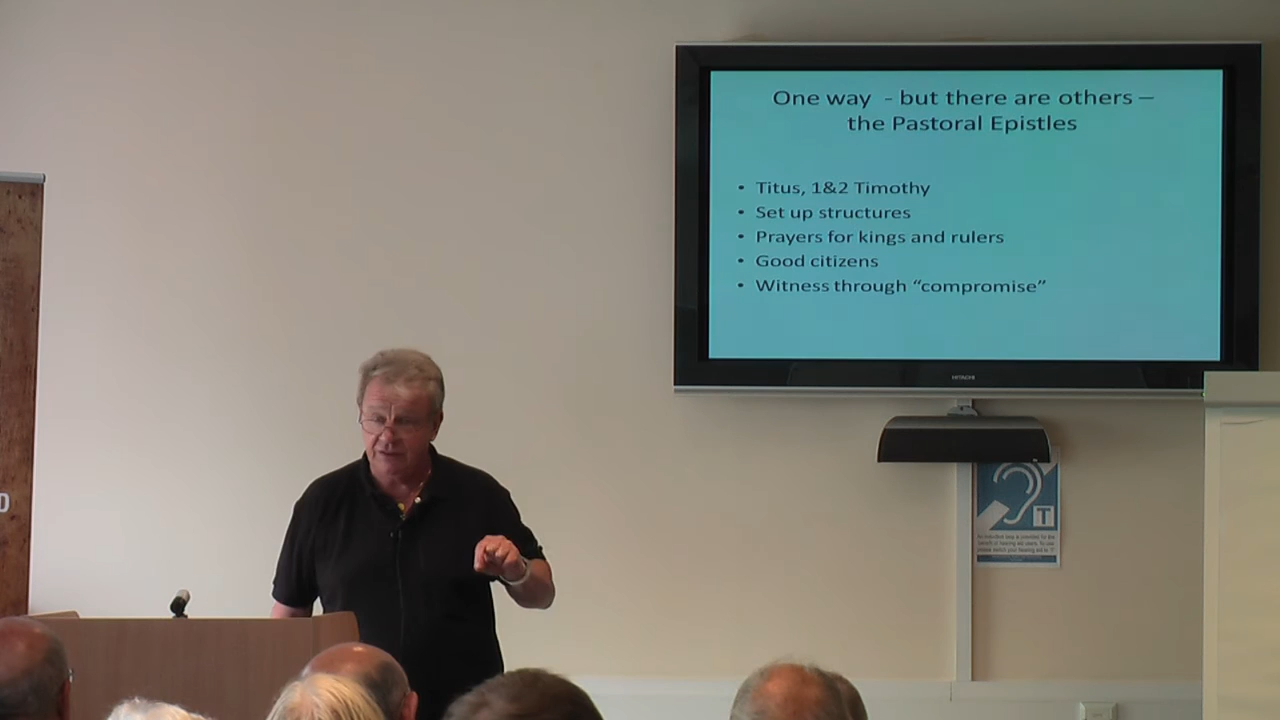 One way - but there are others –
the Pastoral Epistles
• Titus, 1&2 Timothy
• Set up structures
• Prayers for kings and rulers
• Good citizens
• Witness through “compromise”
HITACHI
D
T